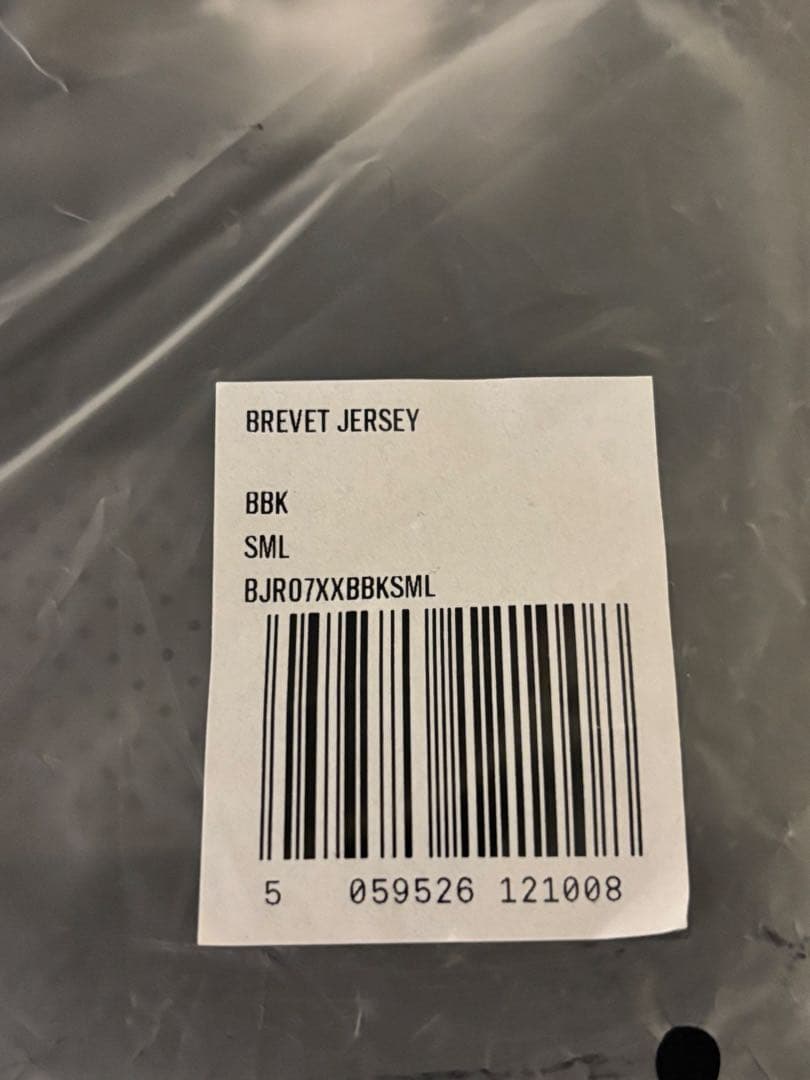 BREVET JERSEY
BBK
SML
BJR07XXBBKSML
5 059526 121008